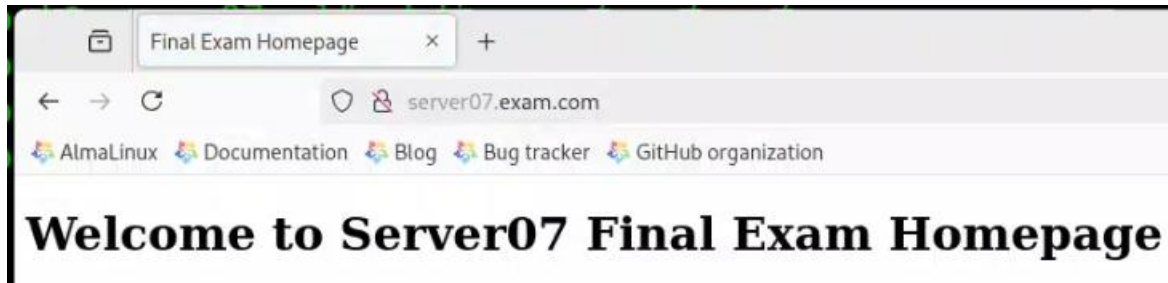 Final Exam Homepage
server07.exam.com
AlmaLinux Documentation Blog Bug tracker GitHub organization
Welcome to Server07 Final Exam Homepage